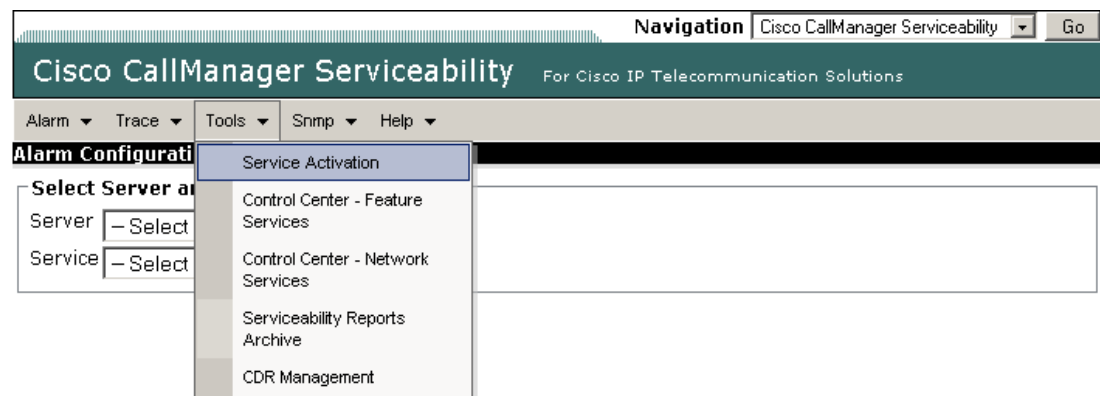 Navigation Cisco CallManager Serviceability Go
Cisco CallManager Serviceability For Cisco IP Telecommunication Solutions
Alarm Trace Tools Snmp Help
Alarm Configurati
Service Activation
Select Server a
Control Center - Feature
Services
Server – Select
Service – Select
Control Center - Network
Services
Serviceability Reports
Archive
CDR Management